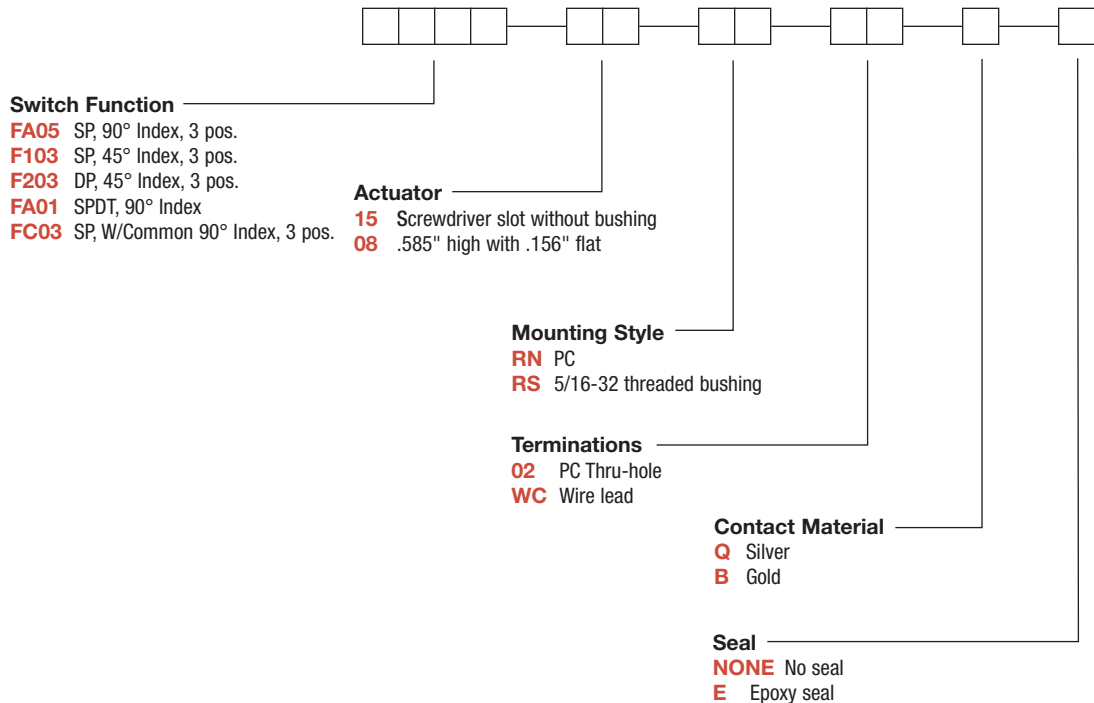 Switch Function
FA05 SP, 90° Index, 3 pos.
F103 SP, 45° Index, 3 pos.
F203 DP, 45° Index, 3 pos.
FA01 SPDT, 90° Index
FC03 SP, W/Common 90° Index, 3 pos.
Actuator
15 Screwdriver slot without bushing
08 .585" high with .156" flat
Mounting Style
RN PC
RS 5/16-32 threaded bushing
Terminations
02 PC Thru-hole
WC Wire lead
Contact Material
Q Silver
B Gold
Seal
NONE No seal
E Epoxy seal